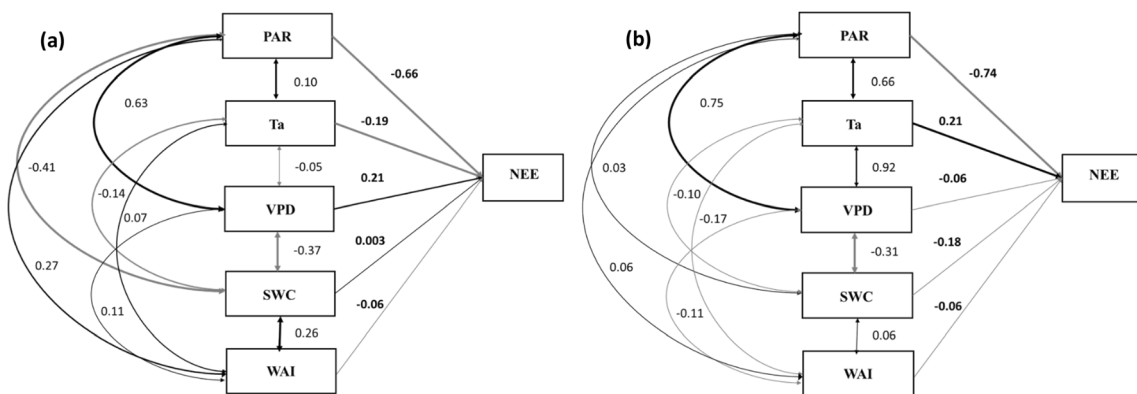 (a)
PAR
-0.66
0.10
0.63
Ta
-0.19
-0.41
-0.14
-0.05
0.07
VPD
0.21
NEE
-0.37
0.003
0.27
SWC
-0.06
0.11
0.26
WAI
(b)
PAR
-0.74
0.66
0.75
Ta
0.21
0.03
-0.10
0.92
-0.17
VPD
-0.06
NEE
-0.31
-0.18
0.06
SWC
-0.06
-0.11
0.06
WAI